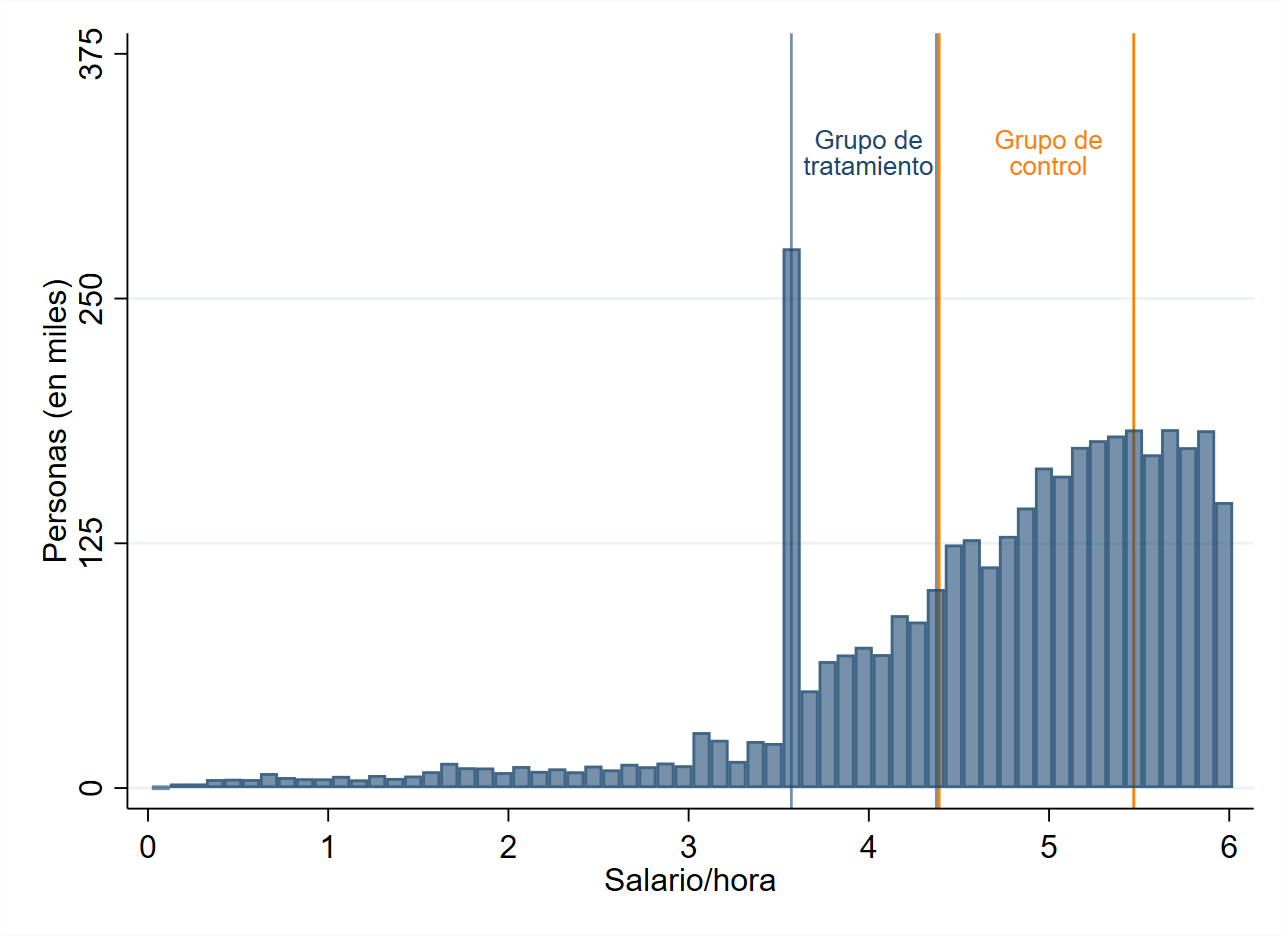 375
250
125
0
Personas (en miles)
Grupo de
tratamiento
Grupo de
control
0 1 2 3 4 5 6
Salario/hora